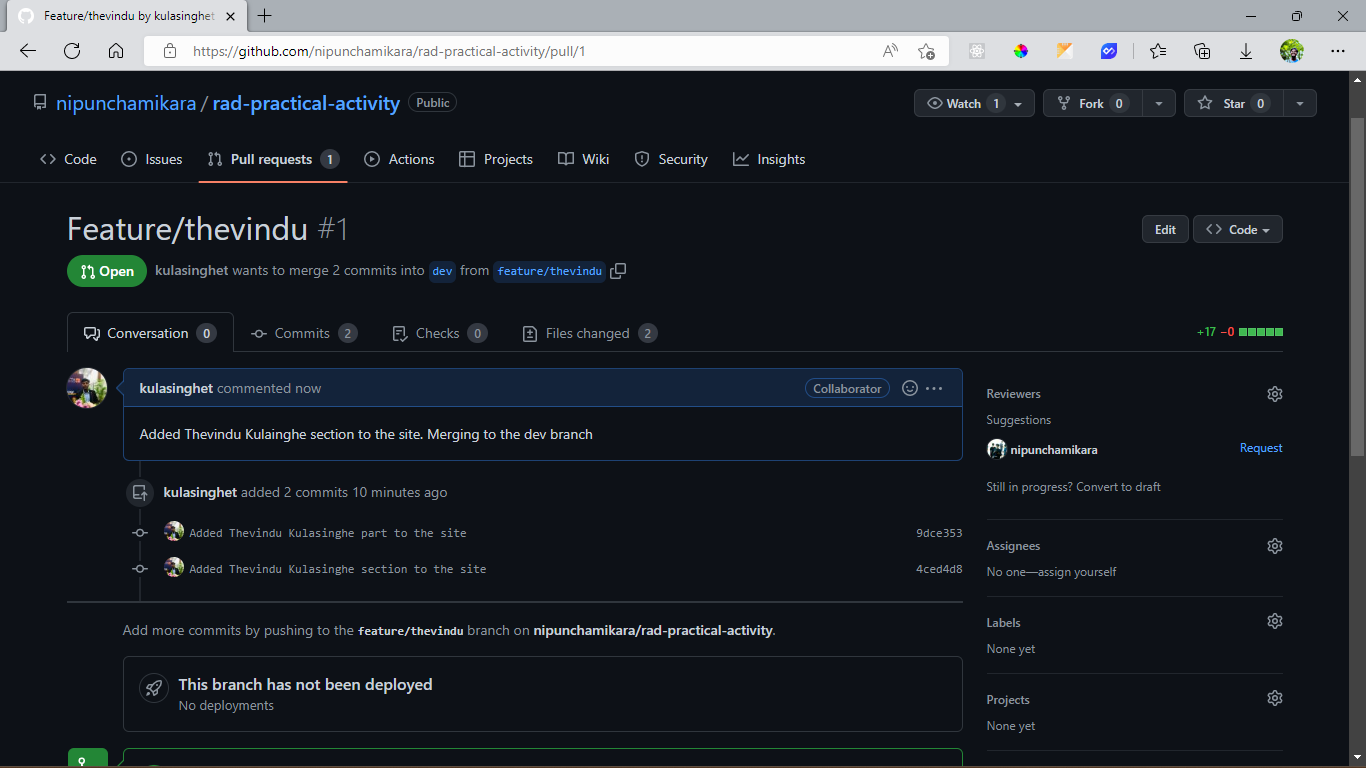 Feature/thevindu by kulasinghet
https://github.com/nipunchamikara/rad-practical-activity/pull/1
nipunchamikara / rad-practical-activity Public
Watch 1 Fork 0 Star 0
Code Issues Pull requests 1 Actions Projects Wiki Security Insights
Feature/thevindu #1
Edit Code
Open kulasinghet wants to merge 2 commits into dev from feature/thevindu
Conversation 0 Commits 2 Checks 0 Files changed 2
+17 −0
kulasinghet commented now Collaborator
Added Thevindu Kulainghe section to the site. Merging to the dev branch
kulasinghet added 2 commits 10 minutes ago
Added Thevindu Kulasinghe part to the site 9dce353
Added Thevindu Kulasinghe section to the site 4ced4d8
Add more commits by pushing to the feature/thevindu branch on nipunchamikara/rad-practical-activity.
This branch has not been deployed
No deployments
Reviewers
Suggestions
nipunchamikara Request
Still in progress? Convert to draft
Assignees
No one—assign yourself
Labels
None yet
Projects
None yet